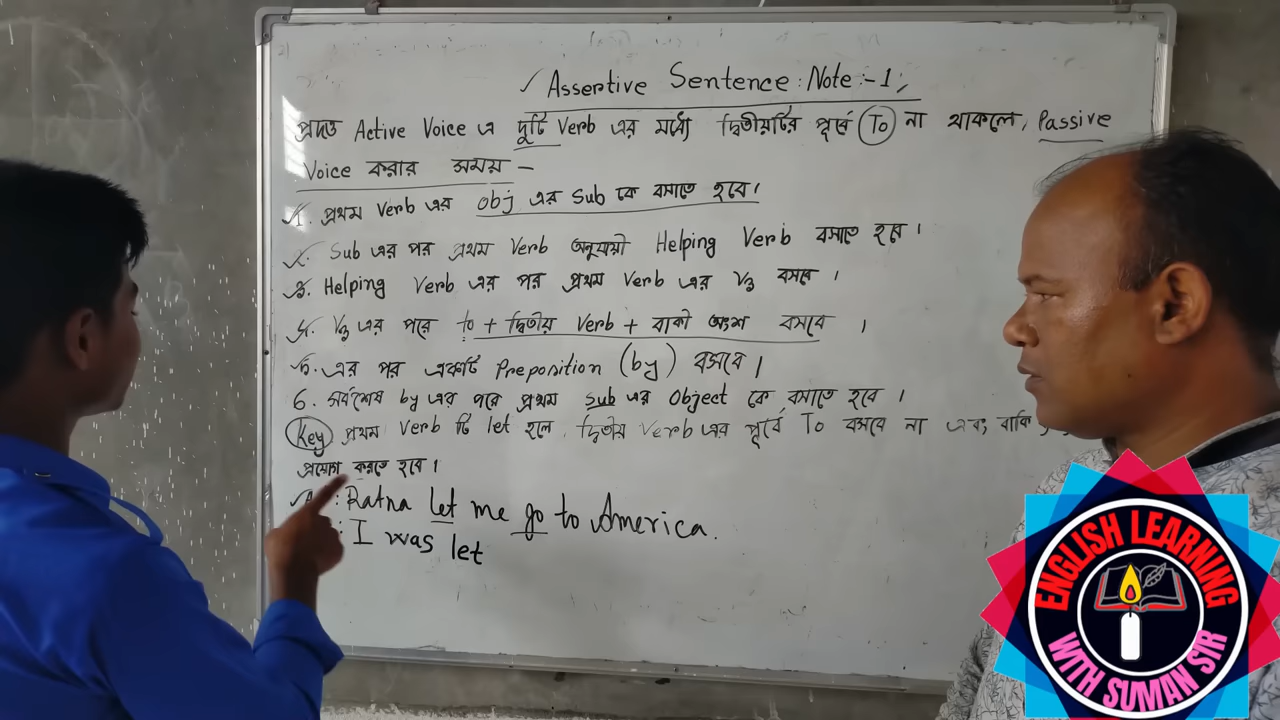 Assertive Sentence: Note:-1,
প্রদত্ত Active Voice এ দুটি Verb এর মধ্যে দ্বিতীয়টির পূর্বে To না থাকলে, Passive
Voice করার সময় –
1. প্রথম Verb এর obj এর Sub কে বসাতে হবে।
২. Sub এর পর প্রথম Verb অনুযায়ী Helping Verb বসাতে হবে।
৩. Helping Verb এর পর প্রথম Verb এর V3 বসবে ।
৪. V3 এর পরে to + দ্বিতীয় Verb + বাকী অংশ বসবে ।
৫. এর পর একটি Preposition (by) বসবে।
6. সর্বশেষ by এর পরে প্রথম sub এর Object কে বসাতে হবে ।
Key প্রথম Verb টি let হলে, দ্বিতীয় Verb এর পূর্বে To বসবে না এবং বাকি
প্রয়োগ করতে হবে।
: Ratna let me go to America.
: I was let
ENGLISH LEARNING
WITH SUMAN SIR